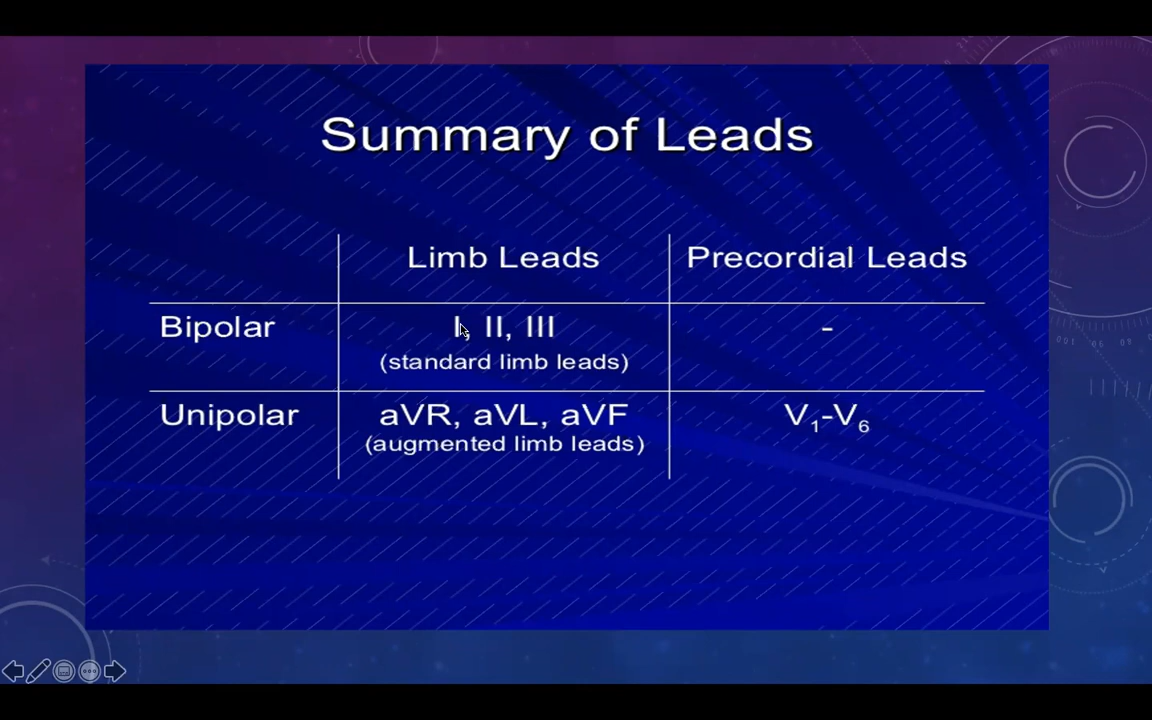 Summary of Leads
Limb Leads Precordial Leads
Bipolar I, II, III -
(standard limb leads)
Unipolar aVR, aVL, aVF V₁-V₆
(augmented limb leads)